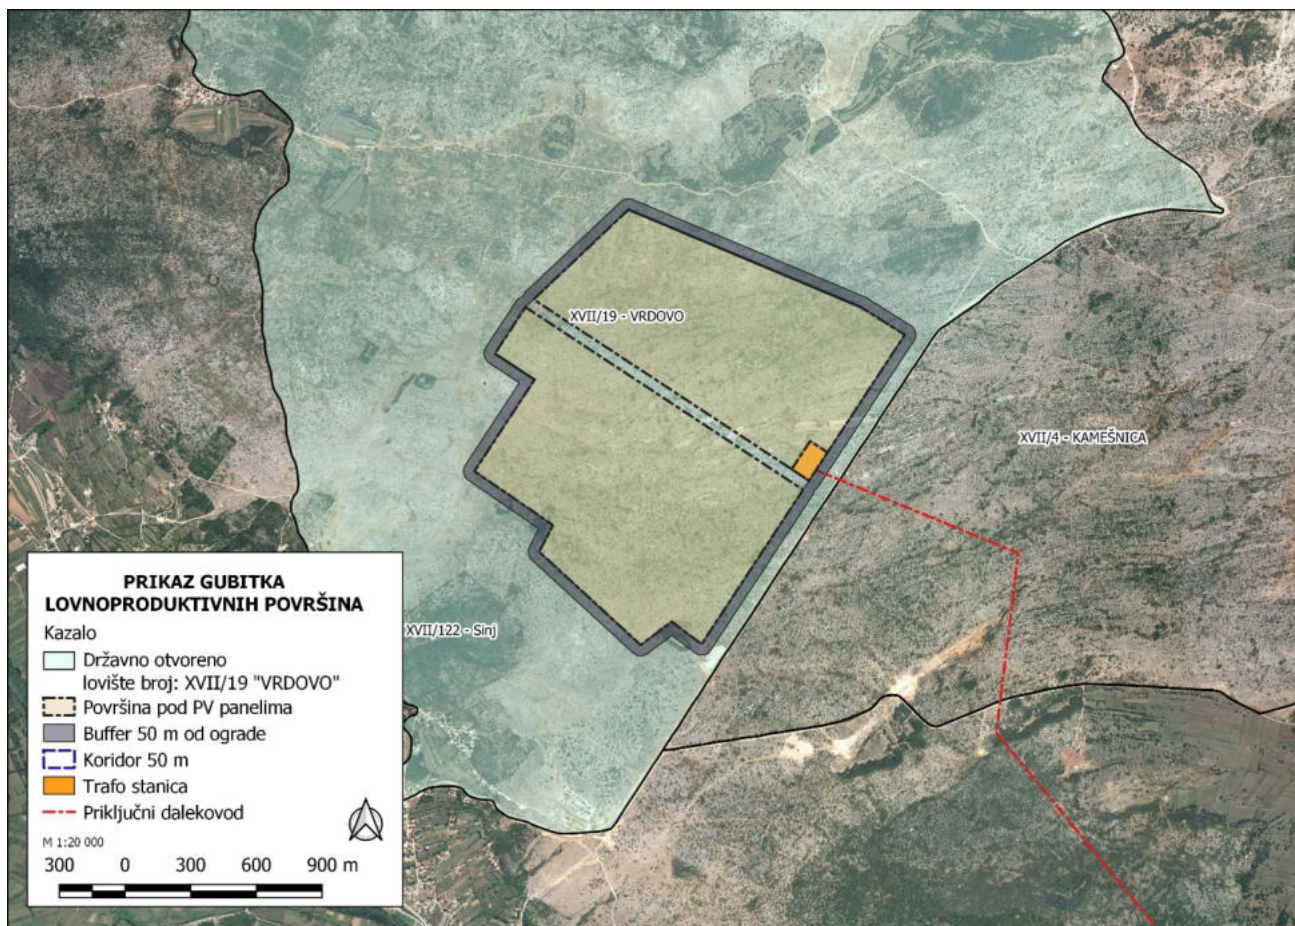 XVII/19 - VRDOVO
XVII/4 - KAMEŠNICA
XVII/122 - Sinj
PRIKAZ GUBITKA
LOVNOPRODUKTIVNIH POVRŠINA
Kazalo
Državno otvoreno
lovište broj: XVII/19 "VRDOVO"
Površina pod PV panelima
Buffer 50 m od ograde
Koridor 50 m
Trafo stanica
Priključni dalekovod
M 1:20 000
300 0 300 600 900 m